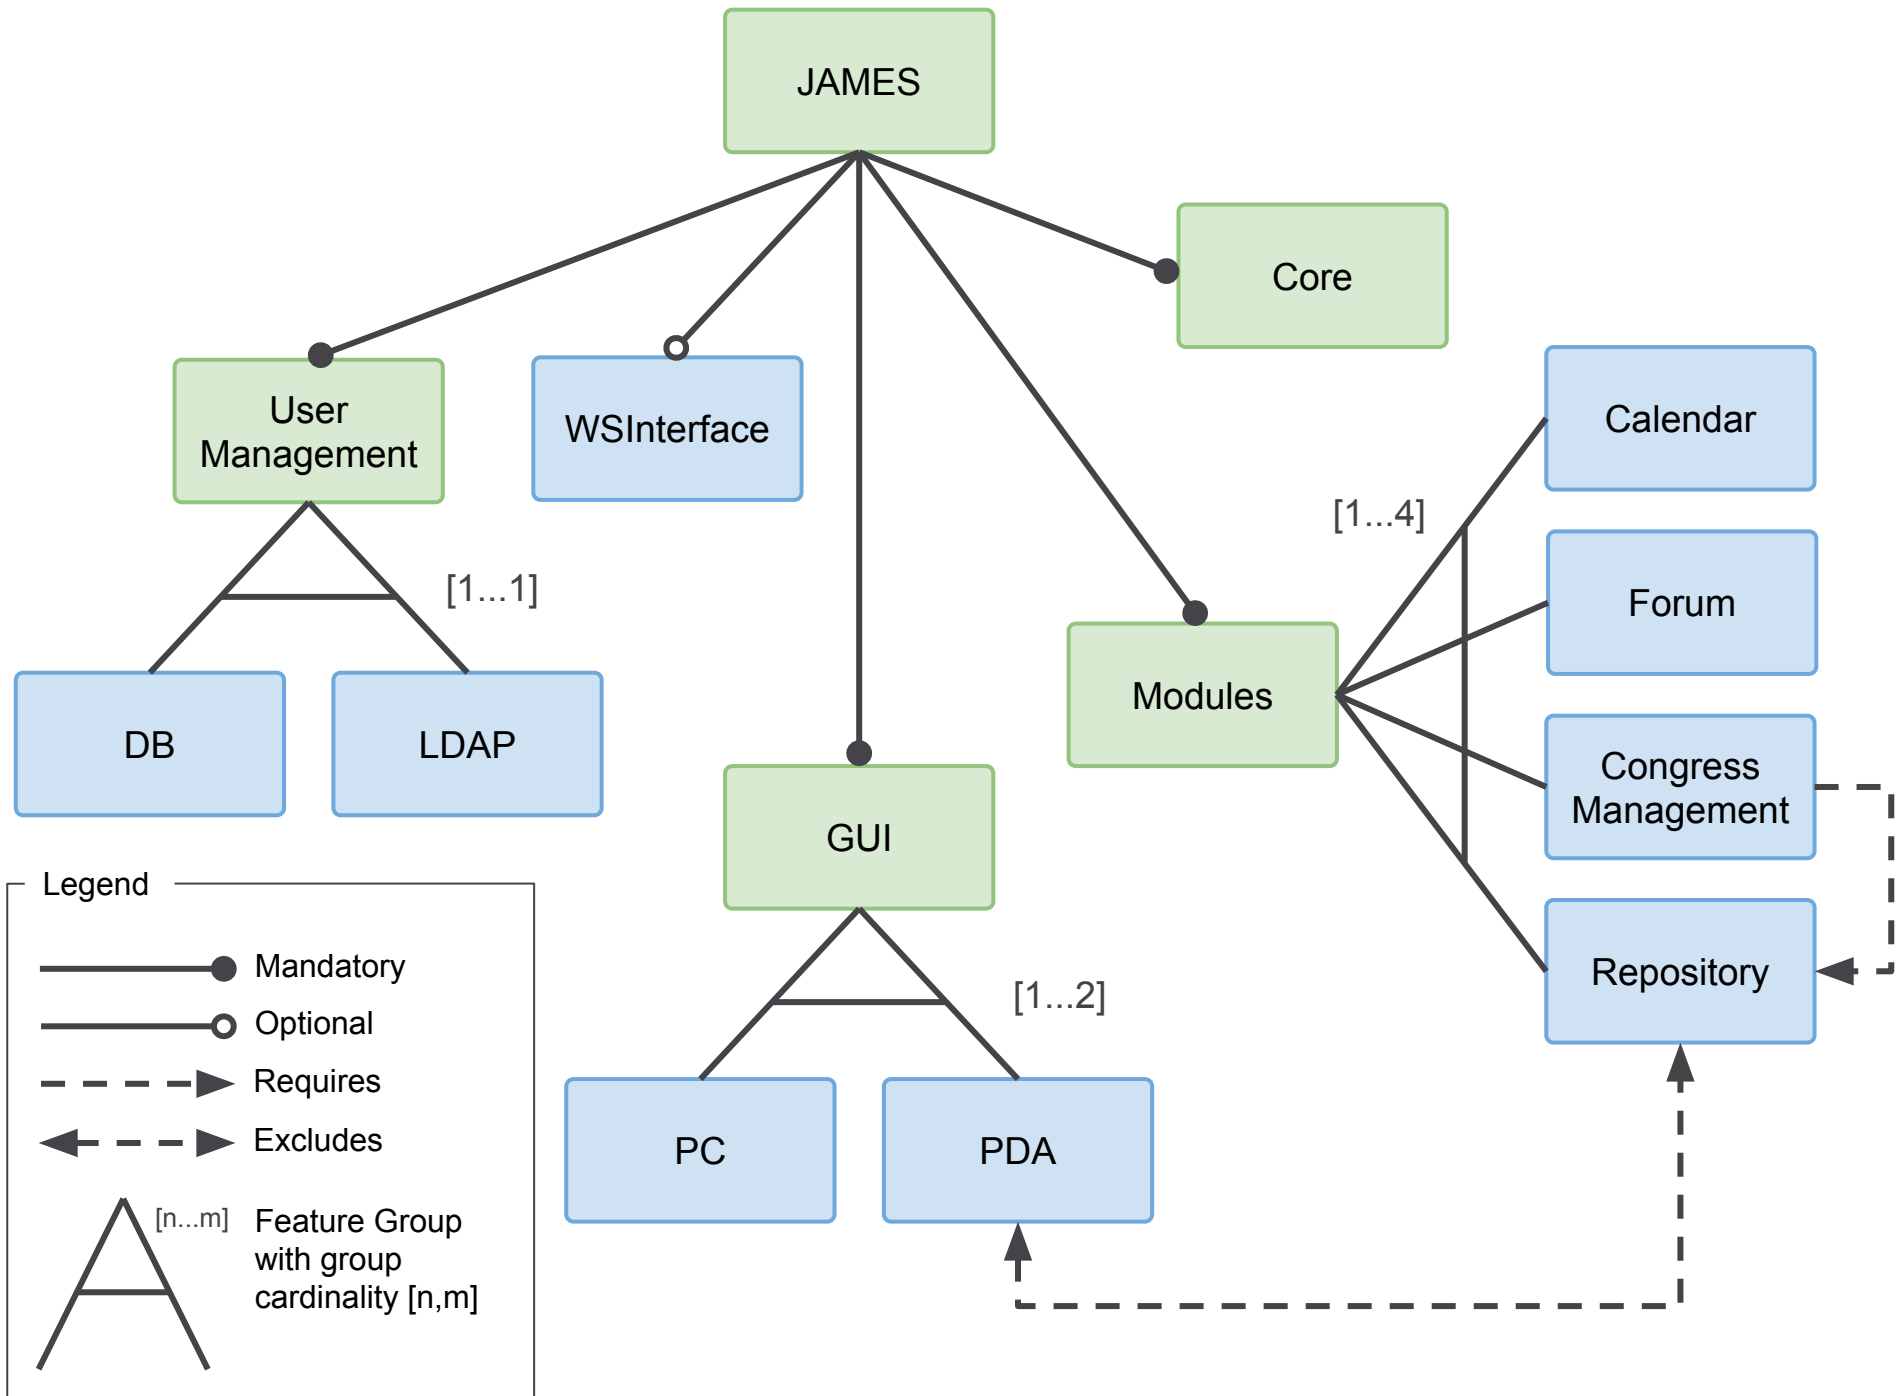 JAMES
Core
User
Management
WSInterface
Calendar
[1...4]
Forum
[1...1]
Modules
DB
LDAP
Congress
Management
GUI
Repository
[1...2]
PC
PDA
Legend
Mandatory
Optional
Requires
Excludes
[n...m]
Feature Group
with group
cardinality [n,m]